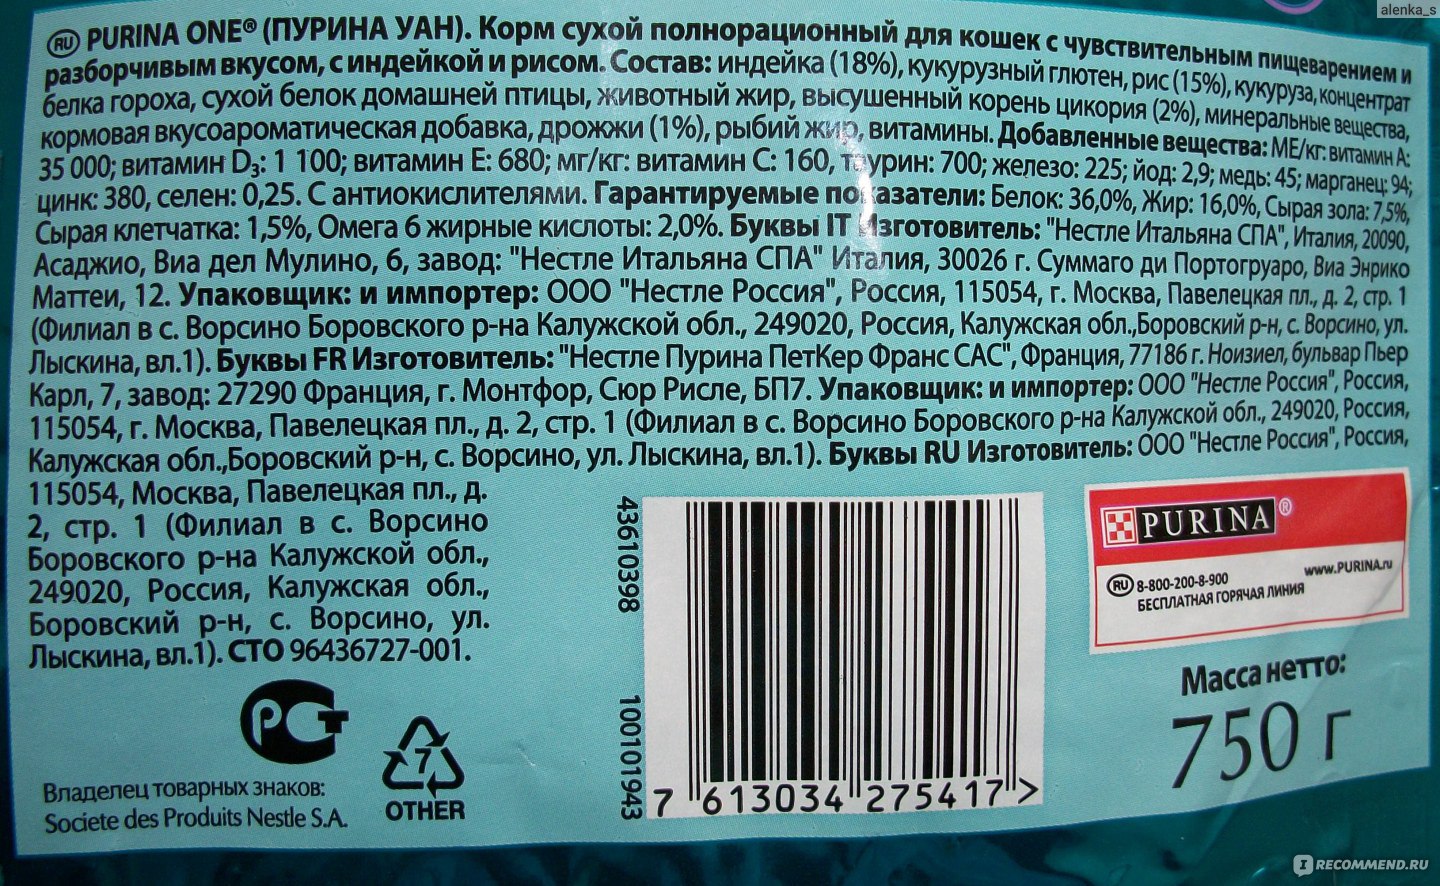 alenka_s
RU PURINA ONE® (ПУРИНА УАН). Корм сухой полнорационный для кошек с чувствительным пищеварением и
разборчивым вкусом, с индейкой и рисом. Состав: индейка (18%), кукурузный глютен, рис (15%), кукуруза, концентрат
белка гороха, сухой белок домашней птицы, животный жир, высушенный корень цикория (2%), минеральные вещества,
кормовая вкусоароматическая добавка, дрожжи (1%), рыбий жир, витамины. Добавленные вещества: МЕ/кг: витамин А:
35 000; витамин D3: 1 100; витамин Е: 680; мг/кг: витамин С: 160, таурин: 700; железо: 225; йод: 2,9; медь: 45; марганец: 94;
цинк: 380, селен: 0,25. С антиокислителями. Гарантируемые показатели: Белок: 36,0%, Жир: 16,0%, Сырая зола: 7,5%,
Сырая клетчатка: 1,5%, Омега 6 жирные кислоты: 2,0%. Буквы IT Изготовитель: "Нестле Итальяна СПА", Италия, 20090,
Асаджио, Виа дел Мулино, 6, завод: "Нестле Итальяна СПА" Италия, 30026 г. Суммаго ди Портогруаро, Виа Энрико
Маттеи, 12. Упаковщик: и импортер: ООО "Нестле Россия", Россия, 115054, г. Москва, Павелецкая пл., д. 2, стр. 1
(Филиал в с. Ворсино Боровского р-на Калужской обл., 249020, Россия, Калужская обл.,Боровский р-н, с. Ворсино, ул.
Лыскина, вл.1). Буквы FR Изготовитель: "Нестле Пурина ПетКер Франс САС", Франция, 77186 г. Ноизиел, бульвар Пьер
Карл, 7, завод: 27290 Франция, г. Монтфор, Сюр Рисле, БП7. Упаковщик: и импортер: ООО "Нестле Россия", Россия,
115054, г. Москва, Павелецкая пл., д. 2, стр. 1 (Филиал в с. Ворсино Боровского р-на Калужской обл., 249020, Россия,
Калужская обл.,Боровский р-н, с. Ворсино, ул. Лыскина, вл.1). Буквы RU Изготовитель: ООО "Нестле Россия", Россия,
115054, Москва, Павелецкая пл., д.
2, стр. 1 (Филиал в с. Ворсино
Боровского р-на Калужской обл.,
249020, Россия, Калужская обл.,
Боровский р-н, с. Ворсино, ул.
Лыскина, вл.1). СТО 96436727-001.
РСТ
7
OTHER
Владелец товарных знаков:
Societe des Produits Nestle S.A.
43610398
100101943
7 613034 275417 >
PURINA®
RU 8-800-200-8-900
www.PURINA.ru
БЕСПЛАТНАЯ ГОРЯЧАЯ ЛИНИЯ
Масса нетто:
750 г
IRECOMMEND.RU